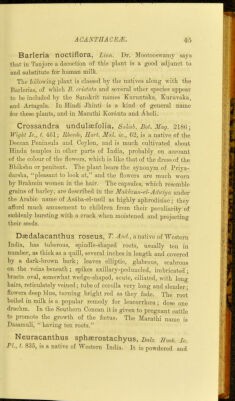 ACANTHACEÆ. 45
Barleria noctiflora, Linn. Dr. Mootooswamy says
that in Tanjore a decoction of this plant is a good adjunct to
and substitute for human milk.
The following plant is classed by the natives along with the
Barlerias, of which B. cristata and several other species appear
to be included by the Sanskrit names Kuruntaka, Kuravaka,
and Artagala. In Hindi Jhinti is a kind of general name
for these plants, and in Marathi Koránta and Áboli.
Crossandra undulæfolia, Salisb. Bot. Mag. 2186;
Wight Ic., t. 461; Rheede, Hort. Mal. ix., 62, is a native of the
Deccan Peninsula and Ceylon, and is much cultivated about
Hindu temples in other parts of India, probably on account
of the colour of the flowers, which is like that of the dress of the
Bhikshu or penitent. The plant bears the synonym of Priya-
darsha, "pleasant to look at," and the flowers are much worn
by Brahmin women in the hair. The capsules, which resemble
grains of barley, are described in the Makhzan-el-Adwiya under
the Arabic name of Asába-el-usúl as highly aphrodisiac; they
afford much amusement to children from their peculiarity of
suddenly bursting with a crack when moistened and projecting
their seeds.
Dædalacanthus roseus, T. And., a native of Western
India, has tuberous, spindle-shaped roots, usually ten in
number, as thick as a quill, several inches in length and covered
by a dark-brown bark; leaves elliptic, glabrous, scabrous
on the veins beneath; spikes axillary-peduncled, imbricated,
bracts oval, somewhat wedge-shaped, acute, ciliated, with long
hairs, reticulately veined; tube of corolla very long and slender;
flowers deep blue, turning bright red as they fade. The root
boiled in milk is a popular remedy for leucorrhœa; dose one
drachm. In the Southern Concan it is given to pregnant cattle
to promote the growth of the fœtus. The Marathi name is
Dasamuli, "having ten roots."
Neuracanthus sphærostachyus, Dalz. Hook. Ic.
Pl., t. 835, is a native of Western India. It is powdered and